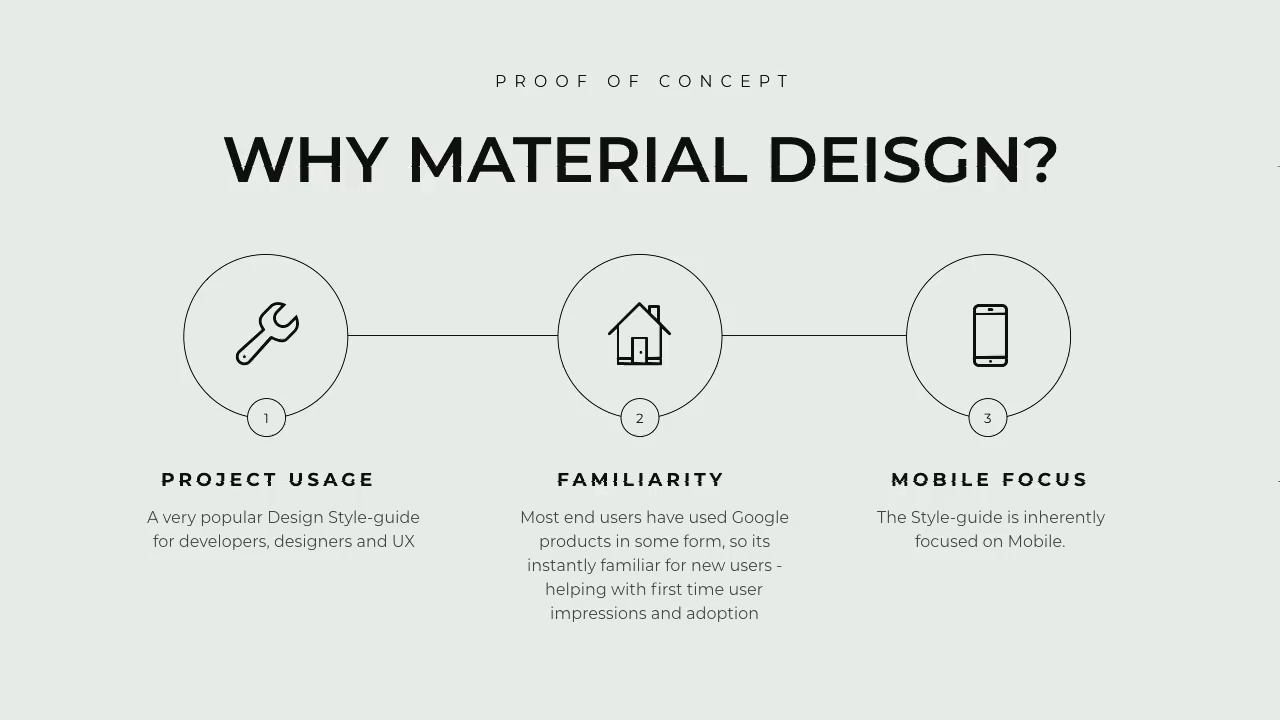 PROOF OF CONCEPT
WHY MATERIAL DEISGN?
1
2
3
PROJECT USAGE
A very popular Design Style-guide
for developers, designers and UX
FAMILIARITY
Most end users have used Google
products in some form, so its
instantly familiar for new users -
helping with first time user
impressions and adoption
MOBILE FOCUS
The Style-guide is inherently
focused on Mobile.